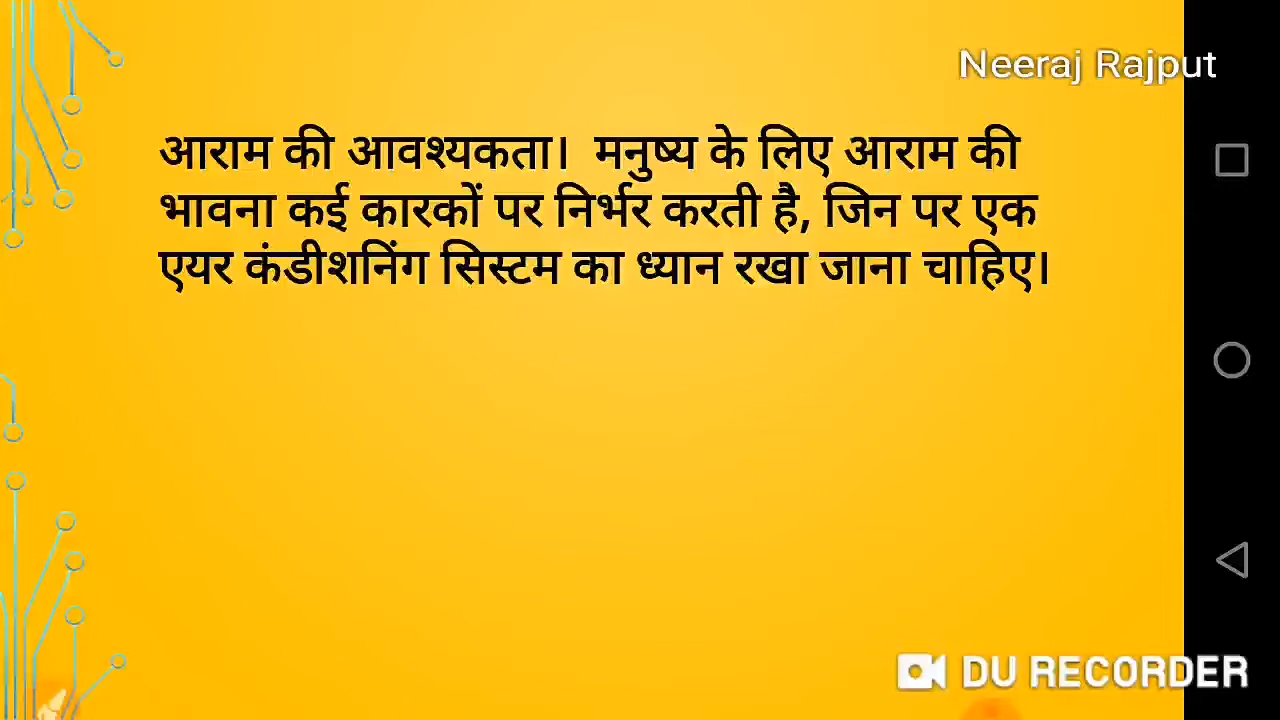 Neeraj Rajput
आराम की आवश्यकता। मनुष्य के लिए आराम की
भावना कई कारकों पर निर्भर करती है, जिन पर एक
एयर कंडीशनिंग सिस्टम का ध्यान रखा जाना चाहिए।
DU RECORDER